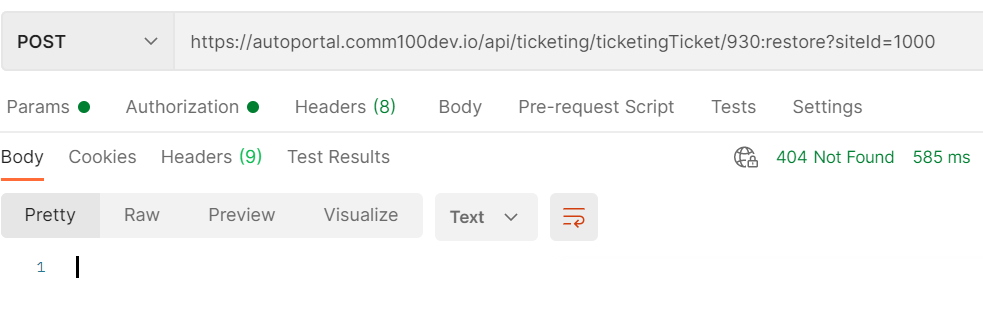 POST https://autoportal.comm100dev.io/api/ticketing/ticketingTicket/930:restore?siteId=1000
Params Authorization Headers (8) Body Pre-request Script Tests Settings
Body Cookies Headers (9) Test Results 404 Not Found 585 ms
Pretty Raw Preview Visualize Text
1